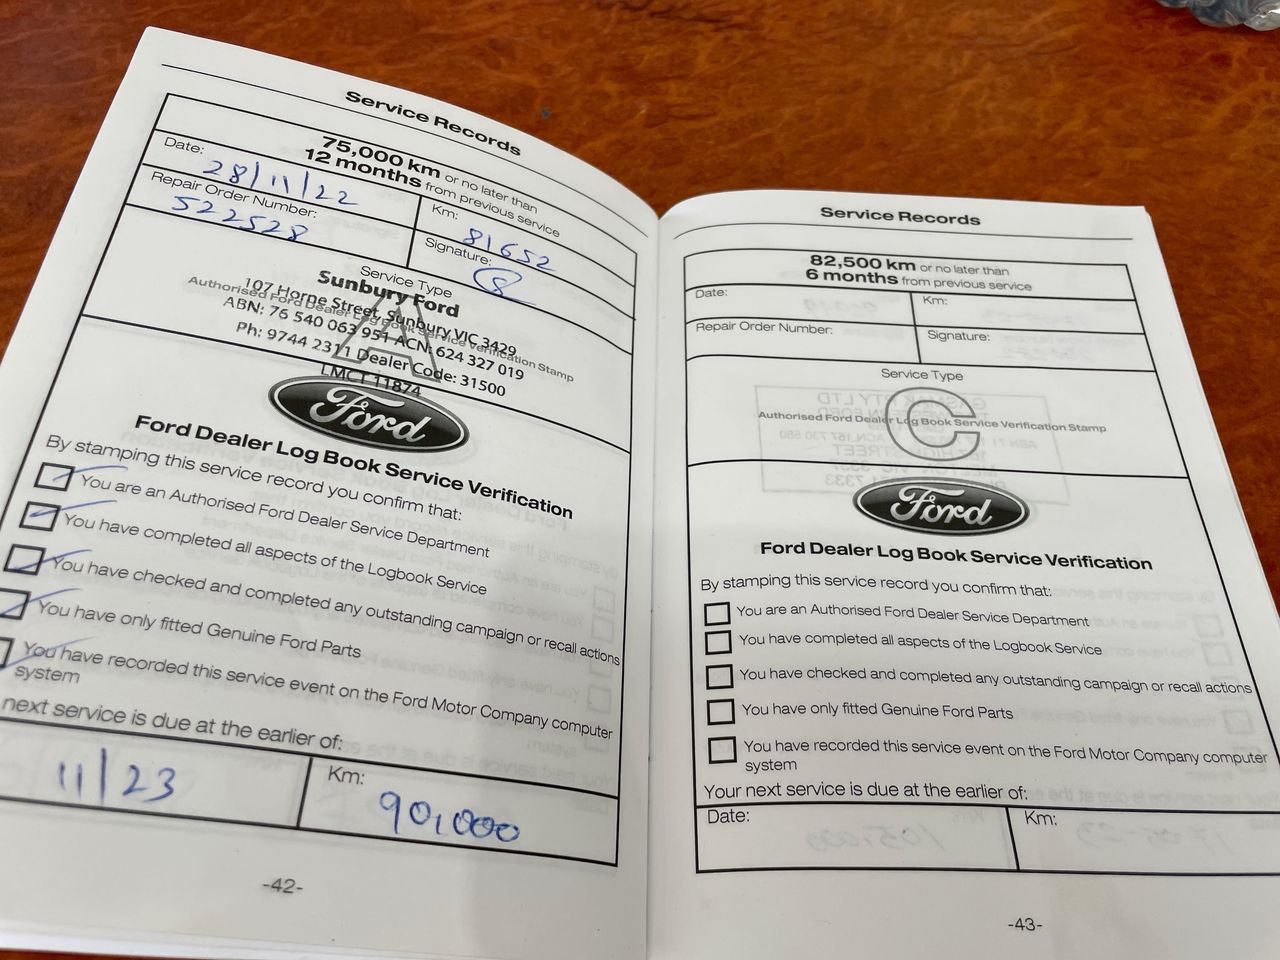 Service Records
75,000 km or no later than
12 months from previous service
Date:
28/11/22
Km:
81652
Repair Order Number:
522528
Signature:
Service Type
A
Authorised Ford Dealer Log Book Service Verification Stamp
Sunbury Ford
107 Horne Street, Sunbury VIC 3429
ABN: 76 540 063 951 ACN: 624 327 019
Ph: 9744 2311 Dealer Code: 31500
LMCT 11874
Ford
Ford Dealer Log Book Service Verification
By stamping this service record you confirm that:
You are an Authorised Ford Dealer Service Department
You have completed all aspects of the Logbook Service
You have checked and completed any outstanding campaign or recall actions
You have only fitted Genuine Ford Parts
You have recorded this service event on the Ford Motor Company computer
system
next service is due at the earlier of:
11/23
Km:
90,000
-42-
Service Records
82,500 km or no later than
6 months from previous service
Date:
Km:
Repair Order Number:
Signature:
Service Type
C
Authorised Ford Dealer Log Book Service Verification Stamp
Ford
Ford Dealer Log Book Service Verification
By stamping this service record you confirm that:
You are an Authorised Ford Dealer Service Department
You have completed all aspects of the Logbook Service
You have checked and completed any outstanding campaign or recall actions
You have only fitted Genuine Ford Parts
You have recorded this service event on the Ford Motor Company computer
system
Your next service is due at the earlier of:
Date:
Km:
-43-